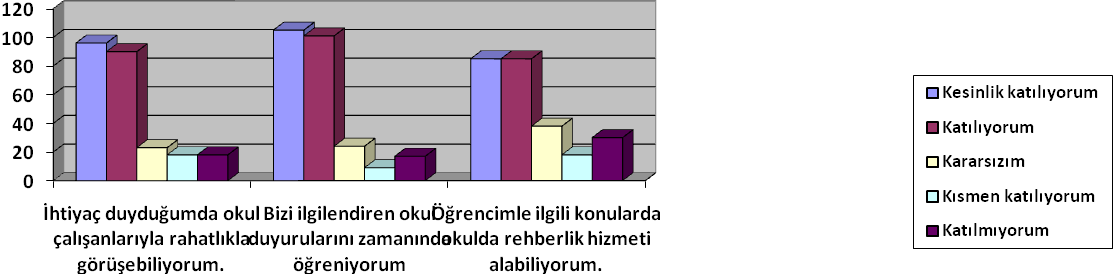 120
100
80
60
40
20
0
İhtiyaç duyduğumda okul
çalışanlarıyla rahatlıkla
görüşebiliyorum.
Bizi ilgilendiren okul
duyurularını zamanında
öğreniyorum
Öğrencimle ilgili konularda
okulda rehberlik hizmeti
alabiliyorum.
Kesinlik katılıyorum
Katılıyorum
Kararsızım
Kısmen katılıyorum
Katılmıyorum